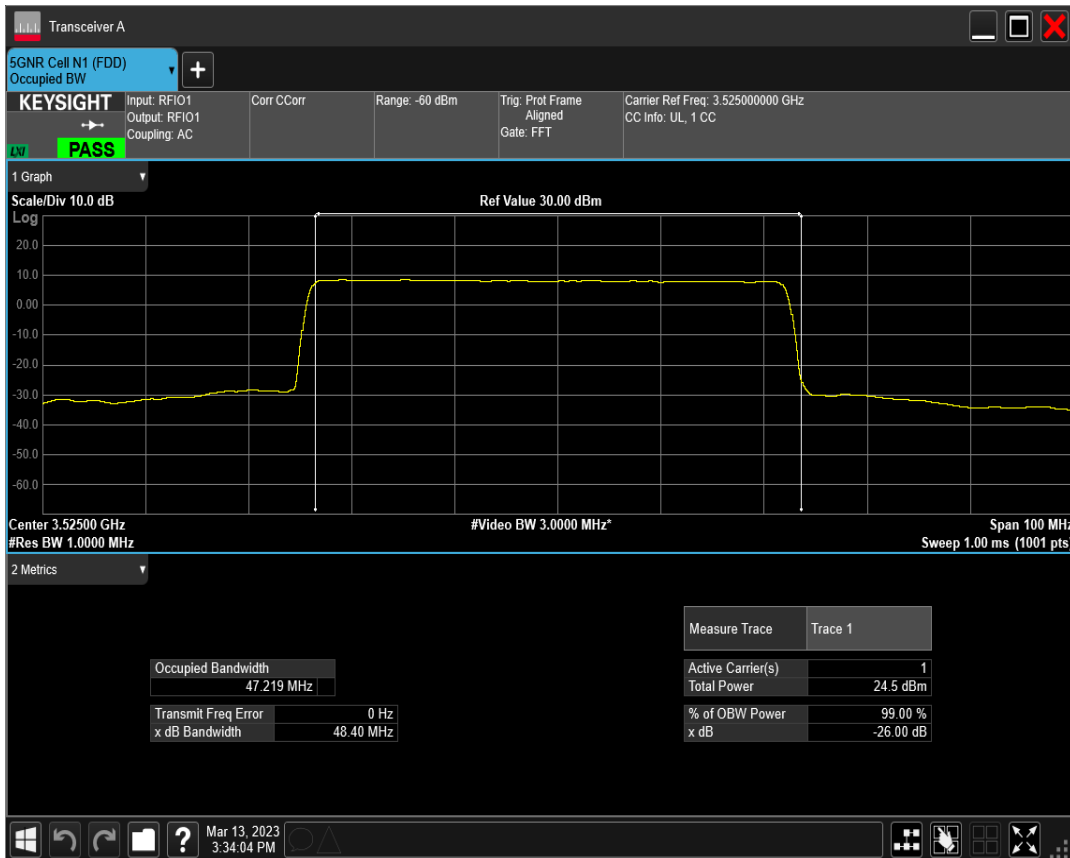 Transceiver A
5GNR Cell N1 (FDD)
Occupied BW
+
KEYSIGHT
LXI
PASS
Input: RFIO1
Output: RFIO1
Coupling: AC
Corr CCorr
Range: -60 dBm
Trig: Prot Frame
Aligned
Gate: FFT
Carrier Ref Freq: 3.525000000 GHz
CC Info: UL, 1 CC
1 Graph
Scale/Div 10.0 dB
Ref Value 30.00 dBm
Log
20.0
10.0
0.00
-10.0
-20.0
-30.0
-40.0
-50.0
-60.0
Center 3.52500 GHz
#Video BW 3.0000 MHz*
Span 100 MHz
#Res BW 1.0000 MHz
Sweep 1.00 ms (1001 pts)
2 Metrics
Measure Trace Trace 1
Occupied Bandwidth
47.219 MHz
Active Carrier(s) 1
Total Power 24.5 dBm
Transmit Freq Error 0 Hz
x dB Bandwidth 48.40 MHz
% of OBW Power 99.00 %
x dB -26.00 dB
?
Mar 13, 2023
3:34:04 PM